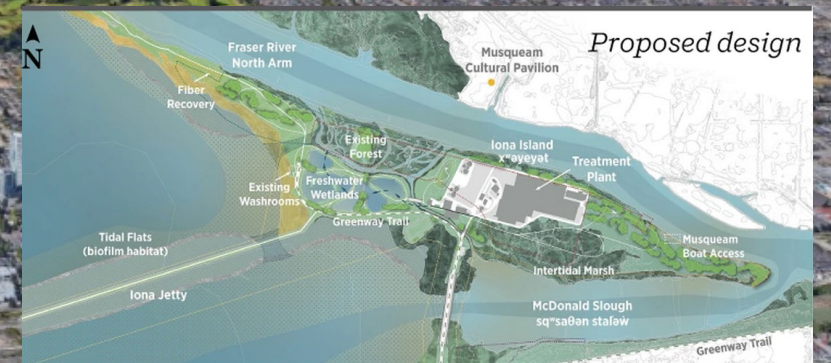 Proposed design
N
Fraser River
North Arm
Musqueam
Cultural Pavilion
Fiber
Recovery
Existing
Forest
Iona Island
xʷəyeyət
Treatment
Plant
Existing
Washrooms
Freshwater
Wetlands
Greenway Trail
Tidal Flats
(biofilm habitat)
Musqueam
Boat Access
Intertidal Marsh
Iona Jetty
McDonald Slough
sqʷsaθən staľəẃ
Greenway Trail